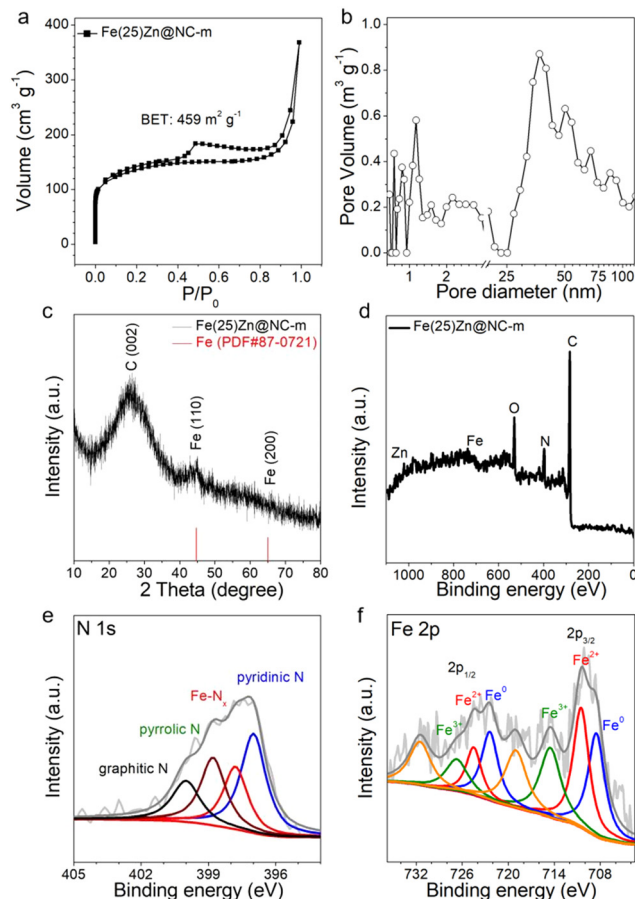 a
Fe(25)Zn@NC-m
BET: 459 m² g⁻¹
Volume (cm³ g⁻¹)
400
300
200
100
0
0.0 0.2 0.4 0.6 0.8 1.0
P/P₀
b
Pore Volume (m³ g⁻¹)
1.0
0.8
0.6
0.4
0.2
0.0
1 2 25 50 75 100
Pore diameter (nm)
c
Fe(25)Zn@NC-m
Fe (PDF#87-0721)
C (002)
Fe (110)
Fe (200)
Intensity (a.u.)
10 20 30 40 50 60 70 80
2 Theta (degree)
d
Fe(25)Zn@NC-m
C
O
N
Zn
Fe
Intensity (a.u.)
1000 800 600 400 200 0
Binding energy (eV)
e
N 1s
pyridinic N
Fe-Nₓ
pyrrolic N
graphitic N
Intensity (a.u.)
405 402 399 396
Binding energy (eV)
f
Fe 2p
2p₃/₂
Fe²⁺
2p₁/₂
Fe²⁺ Fe⁰
Fe³⁺
Fe³⁺
Fe⁰
Intensity (a.u.)
732 726 720 714 708
Binding energy (eV)